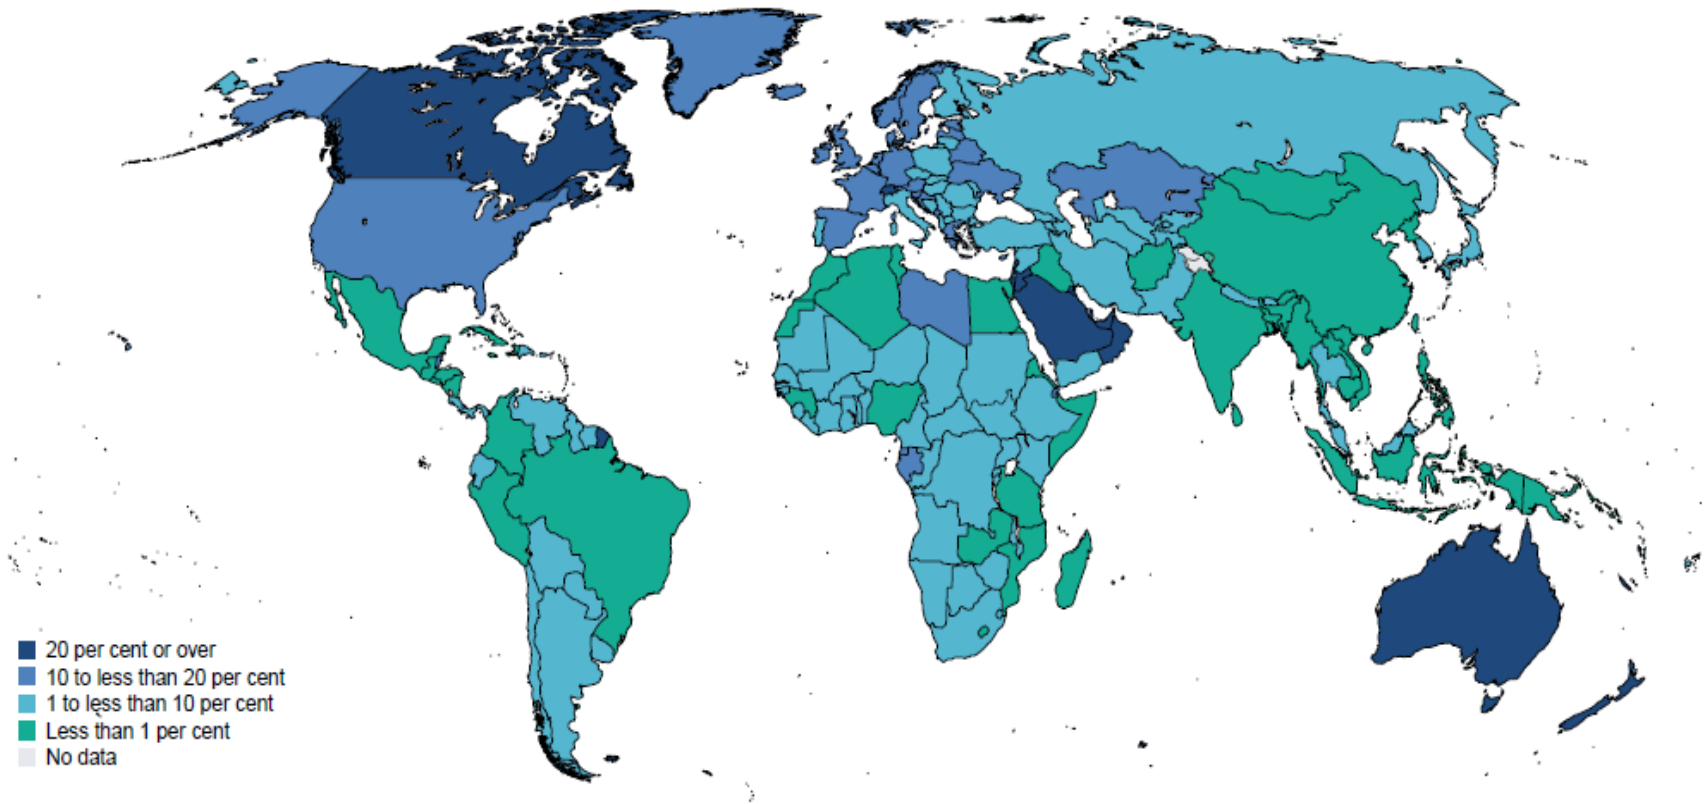 20 per cent or over
10 to less than 20 per cent
1 to less than 10 per cent
Less than 1 per cent
No data